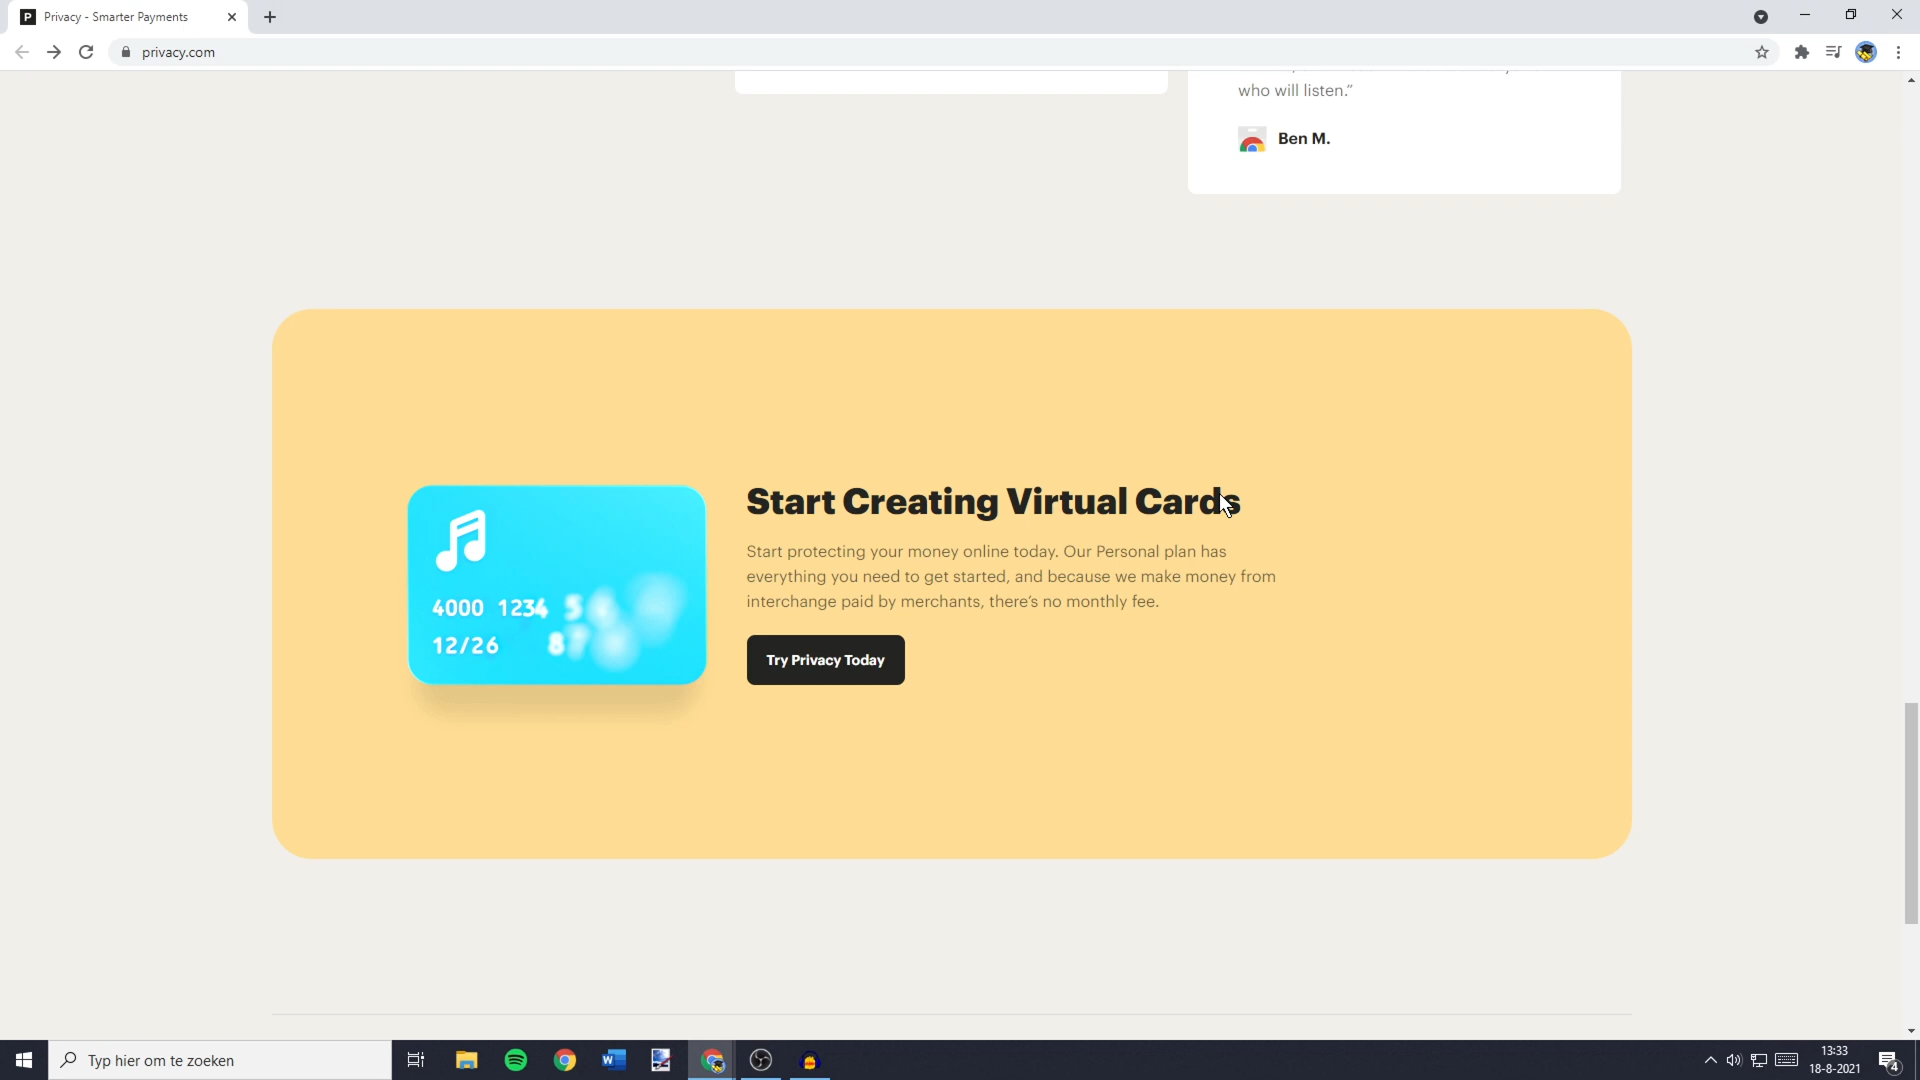 P Privacy - Smarter Payments
privacy.com
who will listen.”
Ben M.
Start Creating Virtual Cards
Start protecting your money online today. Our Personal plan has
everything you need to get started, and because we make money from
interchange paid by merchants, there’s no monthly fee.
Try Privacy Today
4000 1234 5
12/26 87
Typ hier om te zoeken
13:33
18-8-2021
4